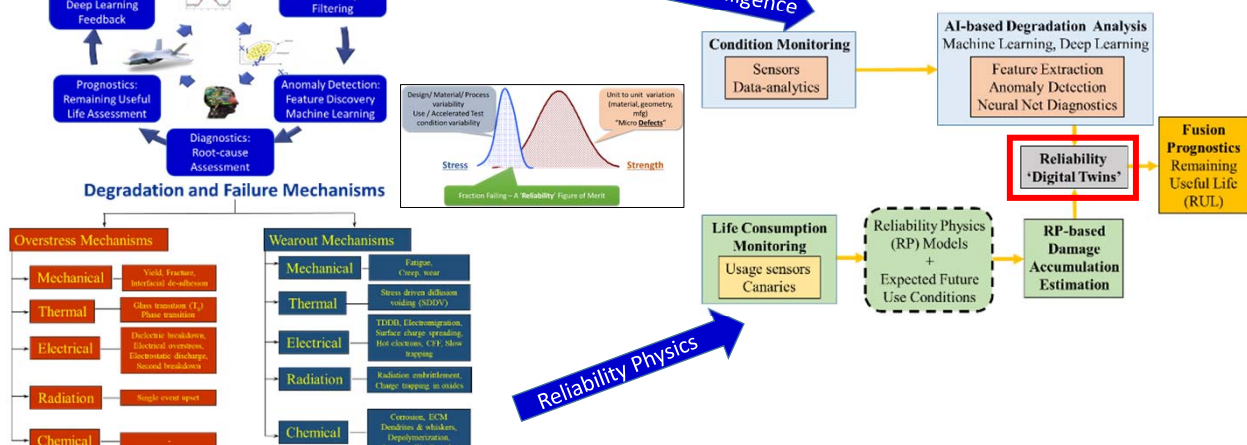 Deep Learning
Feedback
Filtering
Prognostics:
Remaining Useful
Life Assessment
Anomaly Detection:
Feature Discovery
Machine Learning
Diagnostics:
Root-cause
Assessment
X
μ
X
Degradation and Failure Mechanisms
Overstress Mechanisms
Mechanical
Yield, Fracture,
Interfacial de-adhesion
Thermal
Glass transition (Tg)
Phase transition
Electrical
Dielectric breakdown,
Electrical overstress,
Electrostatic discharge,
Second breakdown
Radiation
Single event upset
Chemical
-
Wearout Mechanisms
Mechanical
Fatigue,
Creep, wear
Thermal
Stress driven diffusion
voiding (SDDV)
Electrical
TDDB, Electromigration,
Surface charge spreading,
Hot electrons, CFF, Slow
trapping
Radiation
Radiation embrittlement,
Charge trapping in oxides
Chemical
Corrosion, ECM
Dendrites & whiskers,
Depolymerization,
Design/ Material/ Process
variability
Use / Accelerated Test
condition variability
Unit to unit variation
(material, geometry,
mfg)
"Micro Defects"
Stress
Strength
Fraction Failing – A 'Reliability' Figure of Merit
Condition Monitoring
Sensors
Data-analytics
AI-based Degradation Analysis
Machine Learning, Deep Learning
Feature Extraction
Anomaly Detection
Neural Net Diagnostics
Reliability
'Digital Twins'
Fusion
Prognostics
Remaining
Useful Life
(RUL)
Life Consumption
Monitoring
Usage sensors
Canaries
Reliability Physics
(RP) Models
+
Expected Future
Use Conditions
RP-based
Damage
Accumulation
Estimation
Reliability Physics